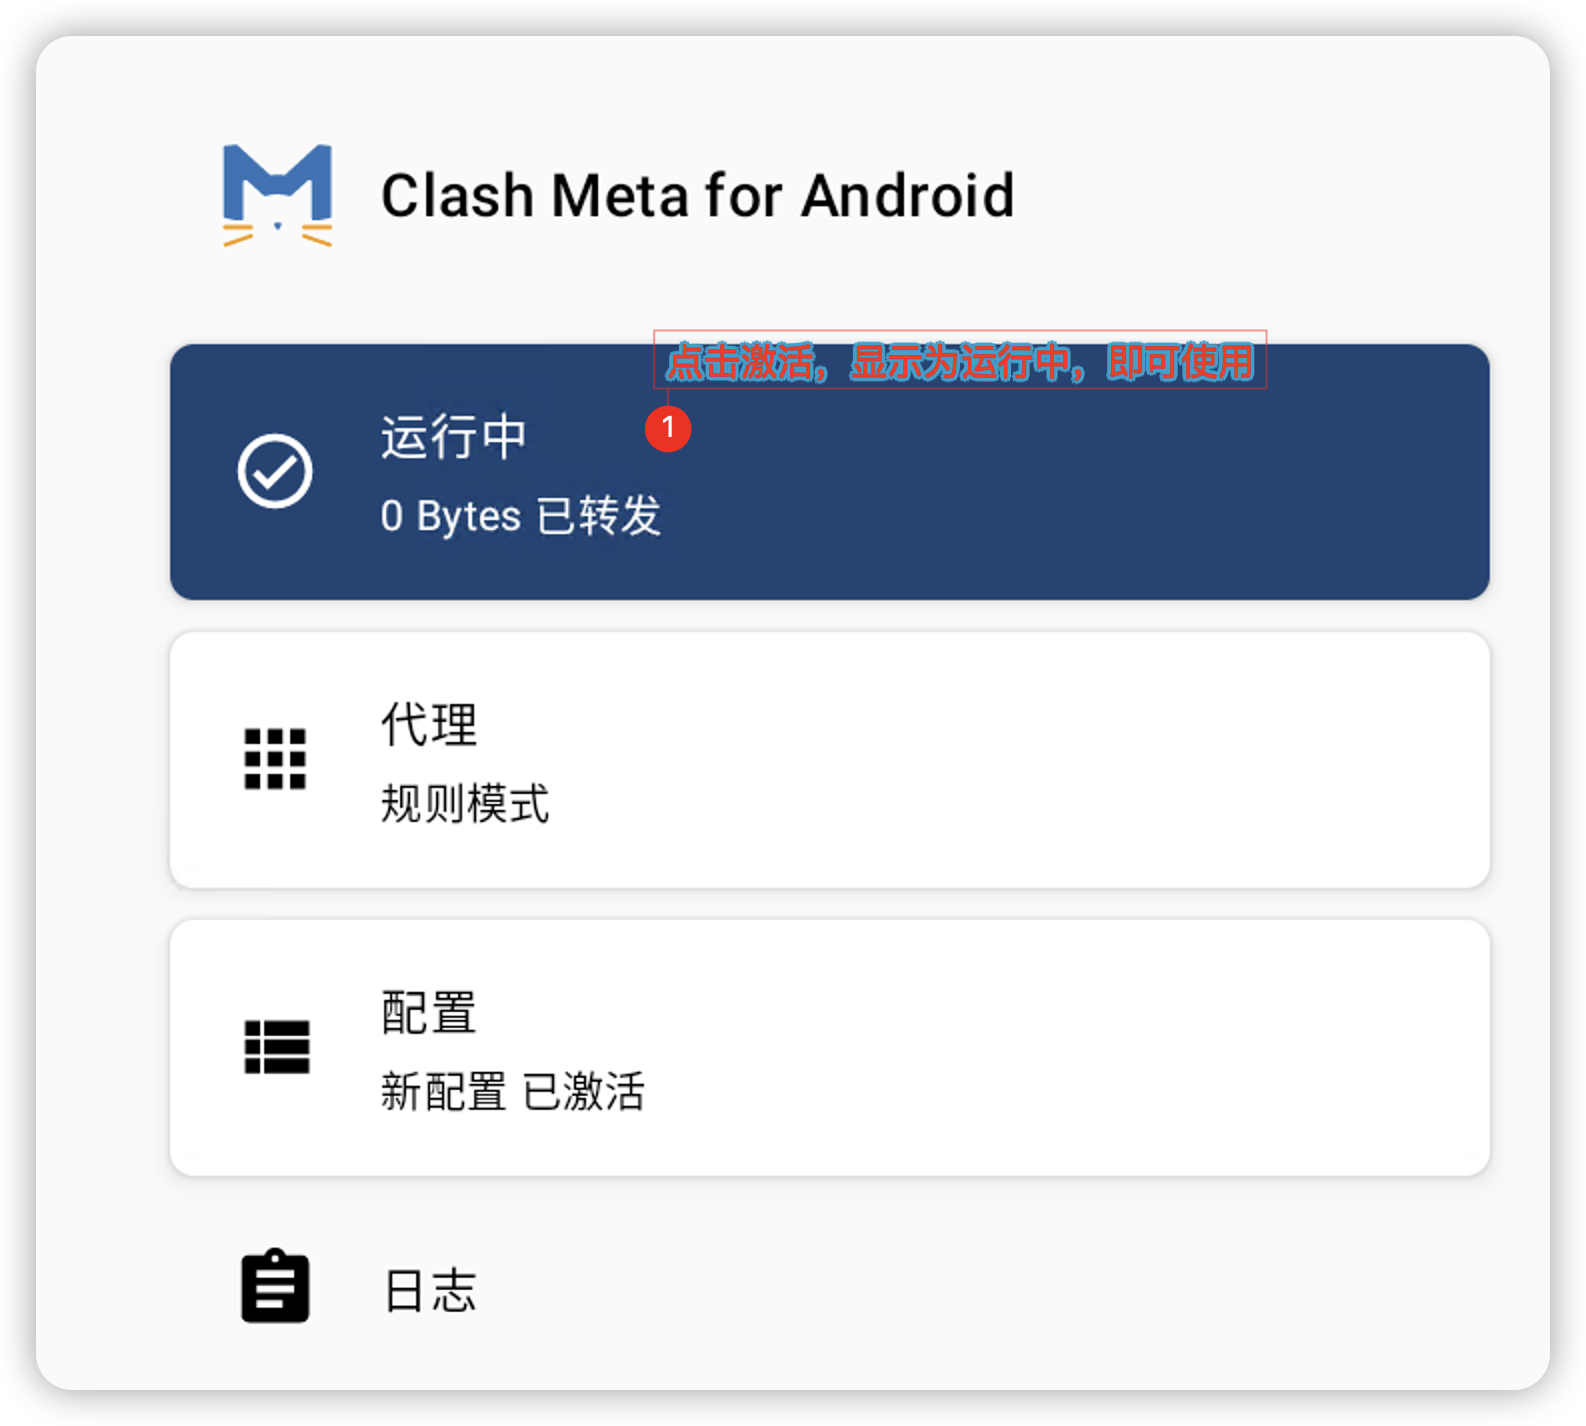 Clash Meta for Android
点击激活，显示为运行中，即可使用
1
运行中
0 Bytes 已转发
代理
规则模式
配置
新配置 已激活
日志